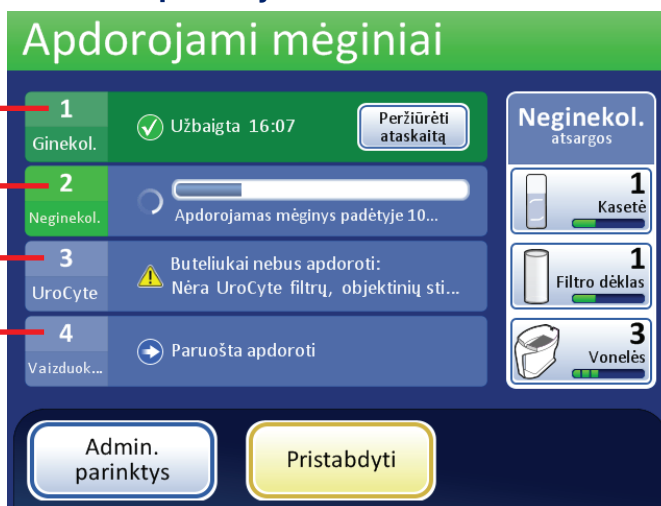 Apdorojami mėginiai
1
Ginekol.
Užbaigta 16:07
Peržiūrėti
ataskaitą
2
Neginekol.
Apdorojamas mėginys padėtyje 10...
3
UroCyte
Buteliukai nebus apdoroti:
Nėra UroCyte filtrų, objektinių sti...
4
Vaizduok...
Paruošta apdoroti
Neginekol.
atsargos
1
Kasetė
1
Filtro dėklas
3
Vonelės
Admin.
parinktys
Pristabdyti